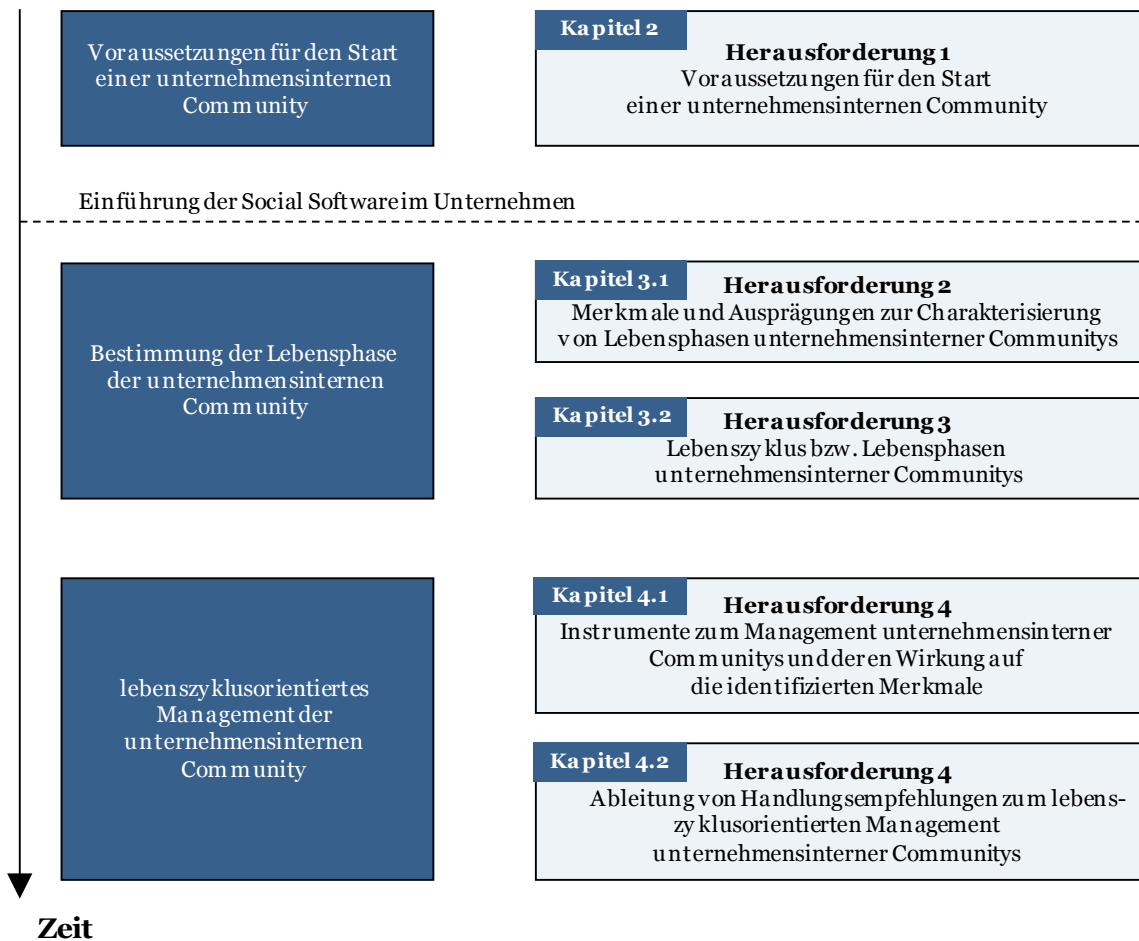 Voraussetzungen für den Start
einer unternehmensinternen
Community
Kapitel 2
Herausforderung 1
Voraussetzungen für den Start
einer unternehmensinternen Community
Einführung der Social Software im Unternehmen
Bestimmung der Lebensphase
der unternehmensinternen
Community
Kapitel 3.1
Herausforderung 2
Merkmale und Ausprägungen zur Charakterisierung
von Lebensphasen unternehmensinterner Communitys
Kapitel 3.2
Herausforderung 3
Lebenszyklus bzw. Lebensphasen
unternehmensinterner Communitys
lebenszyklusorientiertes
Management der
unternehmensinternen
Community
Kapitel 4.1
Herausforderung 4
Instrumente zum Management unternehmensinterner
Communitys und deren Wirkung auf
die identifizierten Merkmale
Kapitel 4.2
Herausforderung 4
Ableitung von Handlungsempfehlungen zum lebens-
zyklusorientierten Management
unternehmensinterner Communitys
Zeit